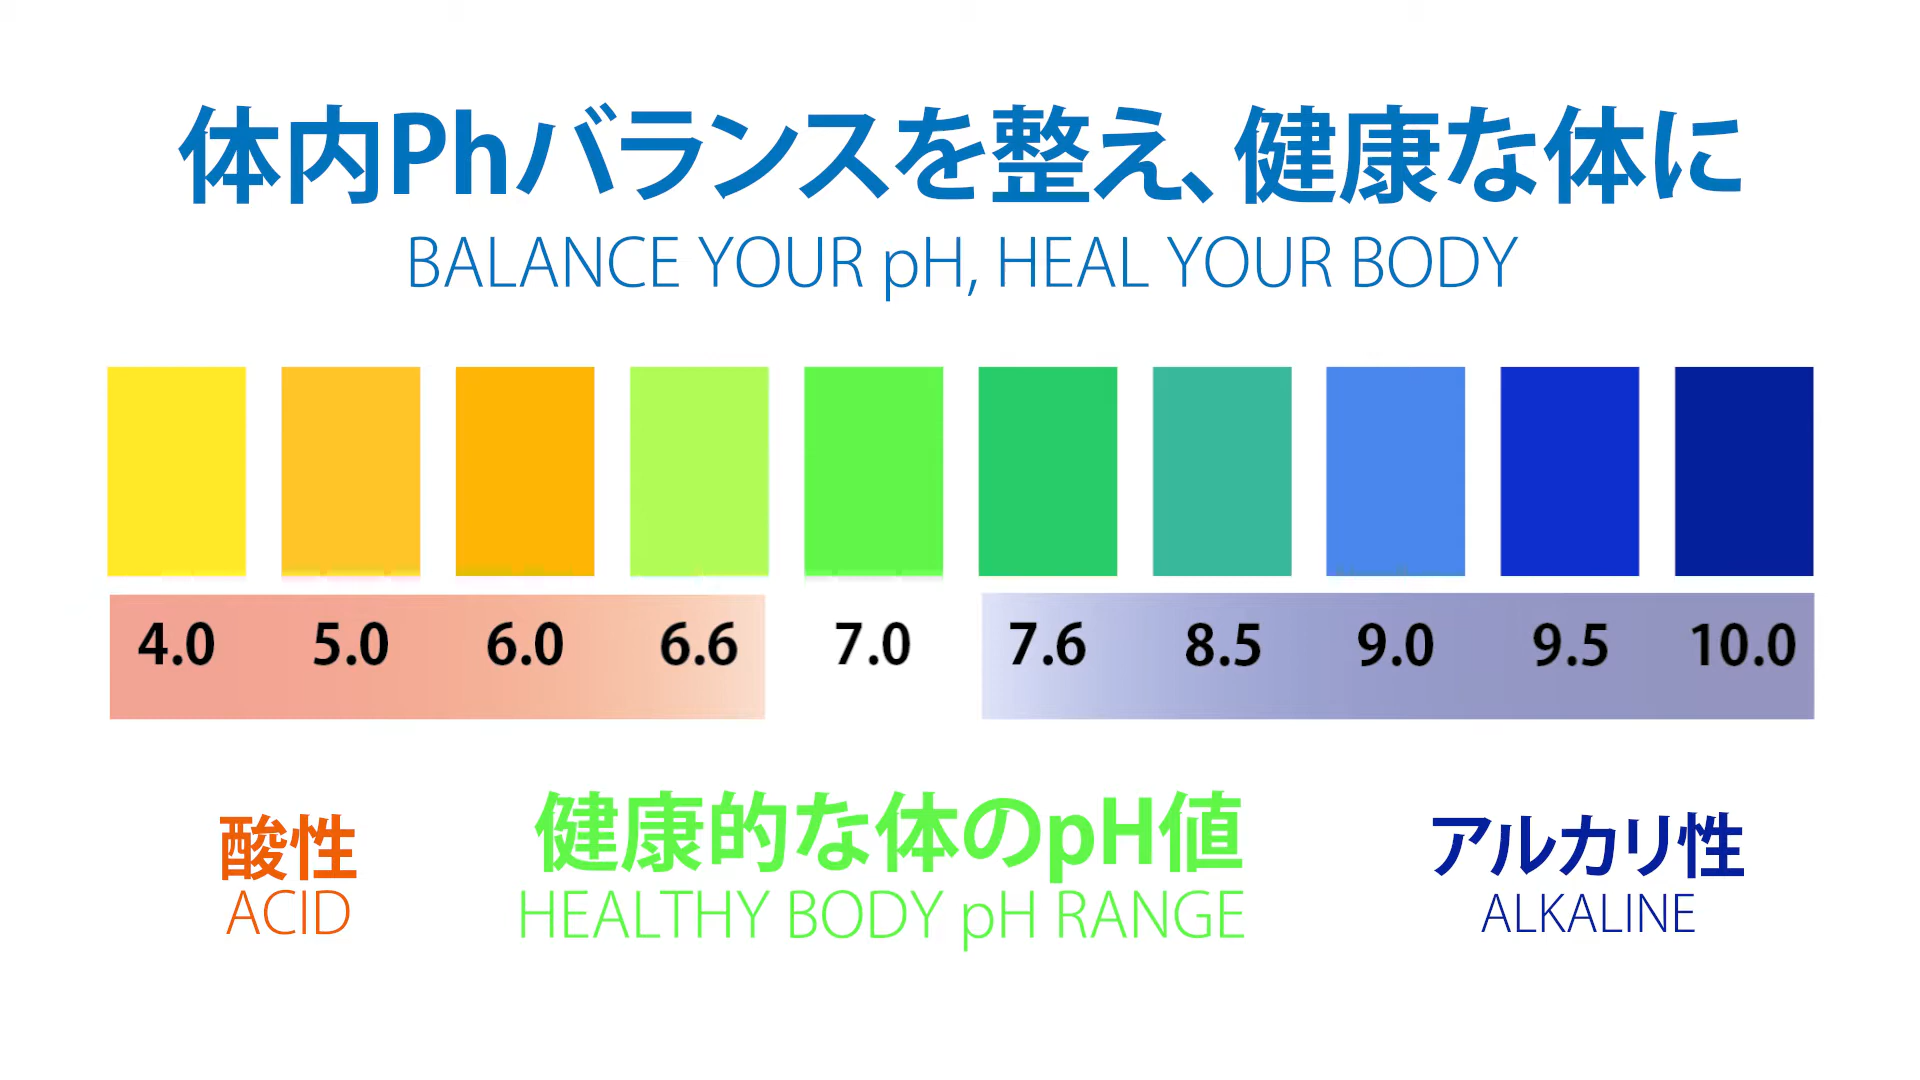 体内Phバランスを整え、健康な体に
BALANCE YOUR pH, HEAL YOUR BODY
4.0 5.0 6.0 6.6 7.0 7.6 8.5 9.0 9.5 10.0
酸性
ACID
健康的な体のpH値
HEALTHY BODY pH RANGE
アルカリ性
ALKALINE